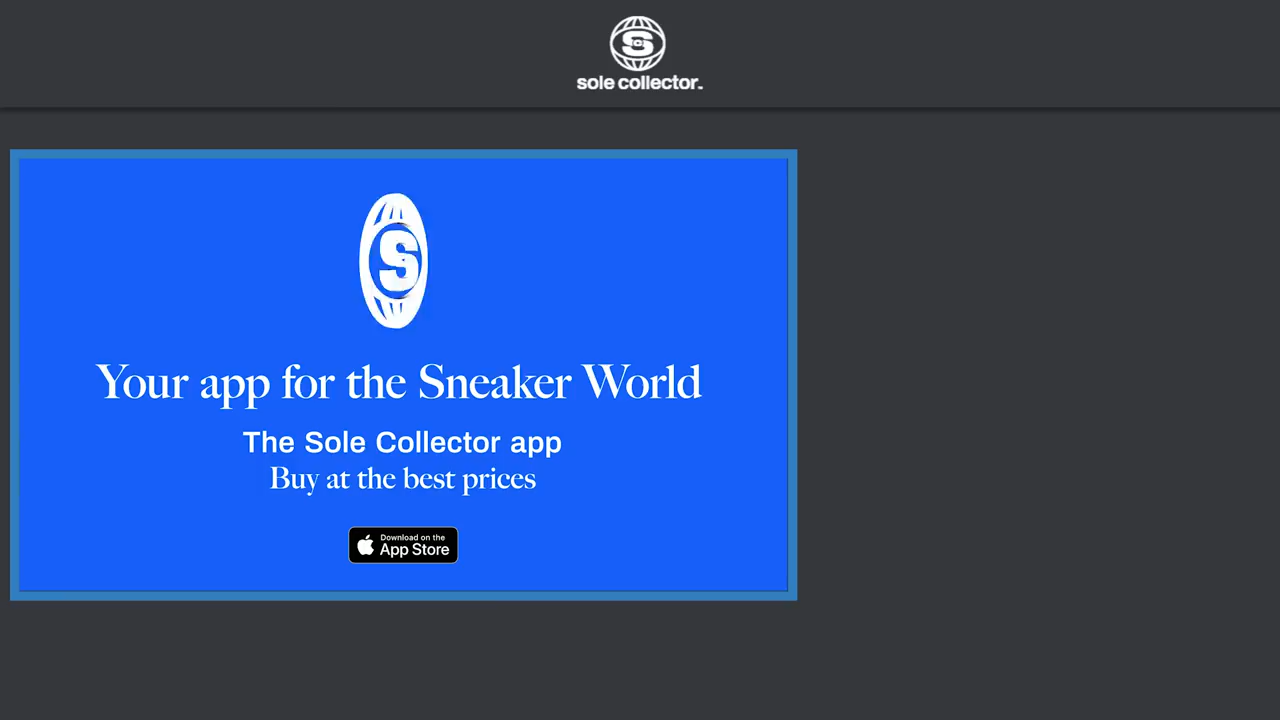 S
sole collector.
S
Your app for the Sneaker World
The Sole Collector app
Buy at the best prices
Download on the
App Store